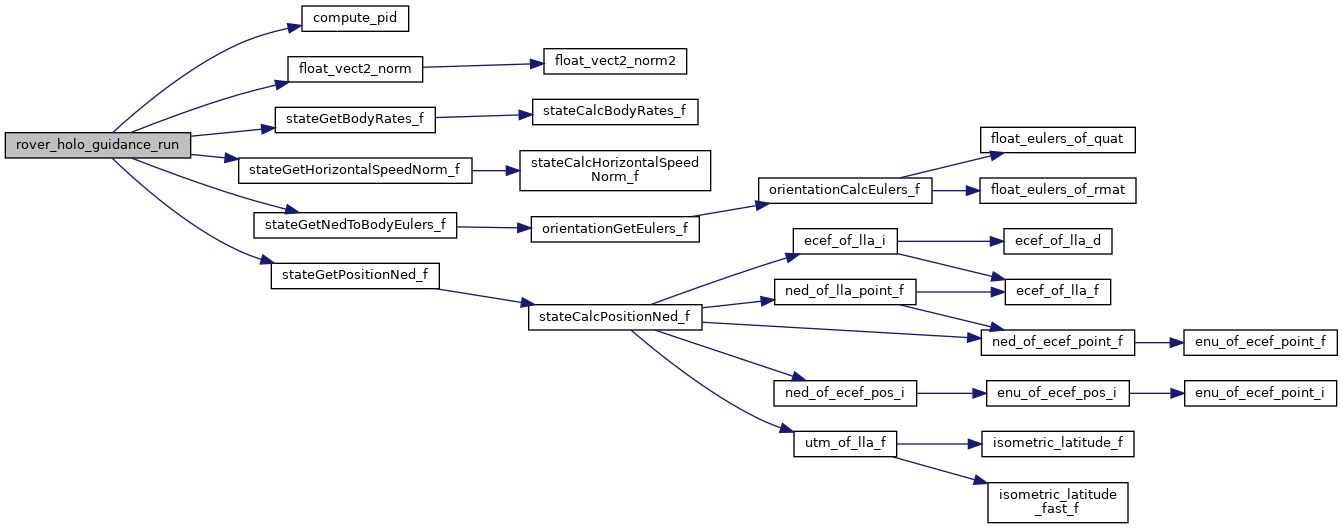 rover_holo_guidance_run
compute_pid
float_vect2_norm
float_vect2_norm2
stateGetBodyRates_f
stateCalcBodyRates_f
stateGetHorizontalSpeedNorm_f
stateCalcHorizontalSpeed
Norm_f
stateGetNedToBodyEulers_f
orientationGetEulers_f
orientationCalcEulers_f
float_eulers_of_quat
float_eulers_of_rmat
stateGetPositionNed_f
stateCalcPositionNed_f
ecef_of_lla_i
ecef_of_lla_d
ecef_of_lla_f
ned_of_lla_point_f
ned_of_ecef_point_f
enu_of_ecef_point_f
ned_of_ecef_pos_i
enu_of_ecef_pos_i
enu_of_ecef_point_i
utm_of_lla_f
isometric_latitude_f
isometric_latitude
_fast_f